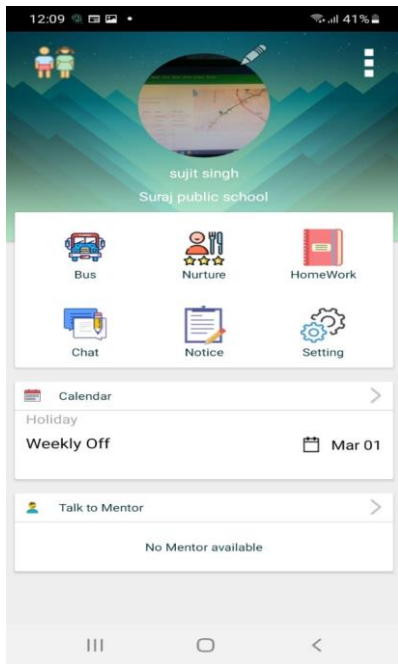 12:09 41%
sujit singh
Suraj public school
Bus Nurture HomeWork
Chat Notice Setting
Calendar
Holiday
Weekly Off Mar 01
Talk to Mentor
No Mentor available